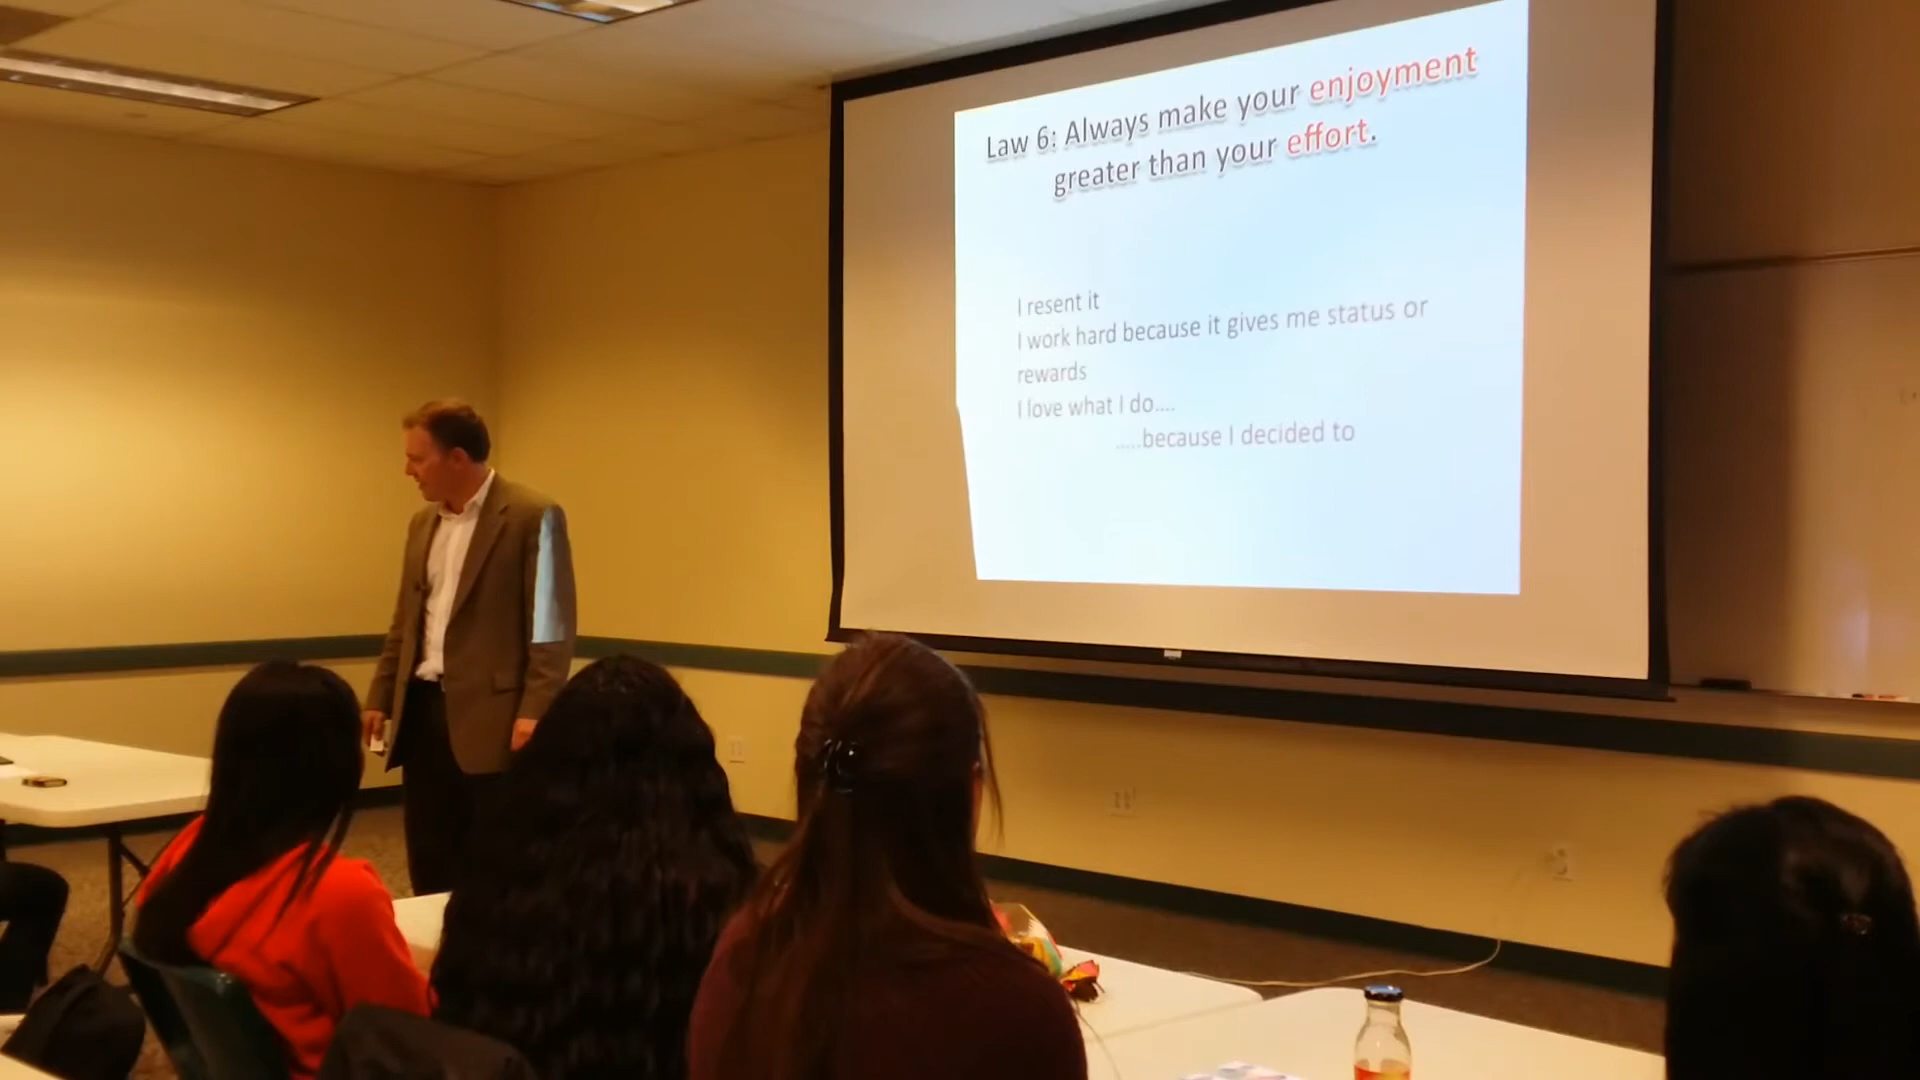 Law 6: Always make your enjoyment
greater than your effort.
I resent it
I work hard because it gives me status or
rewards
I love what I do....
.....because I decided to